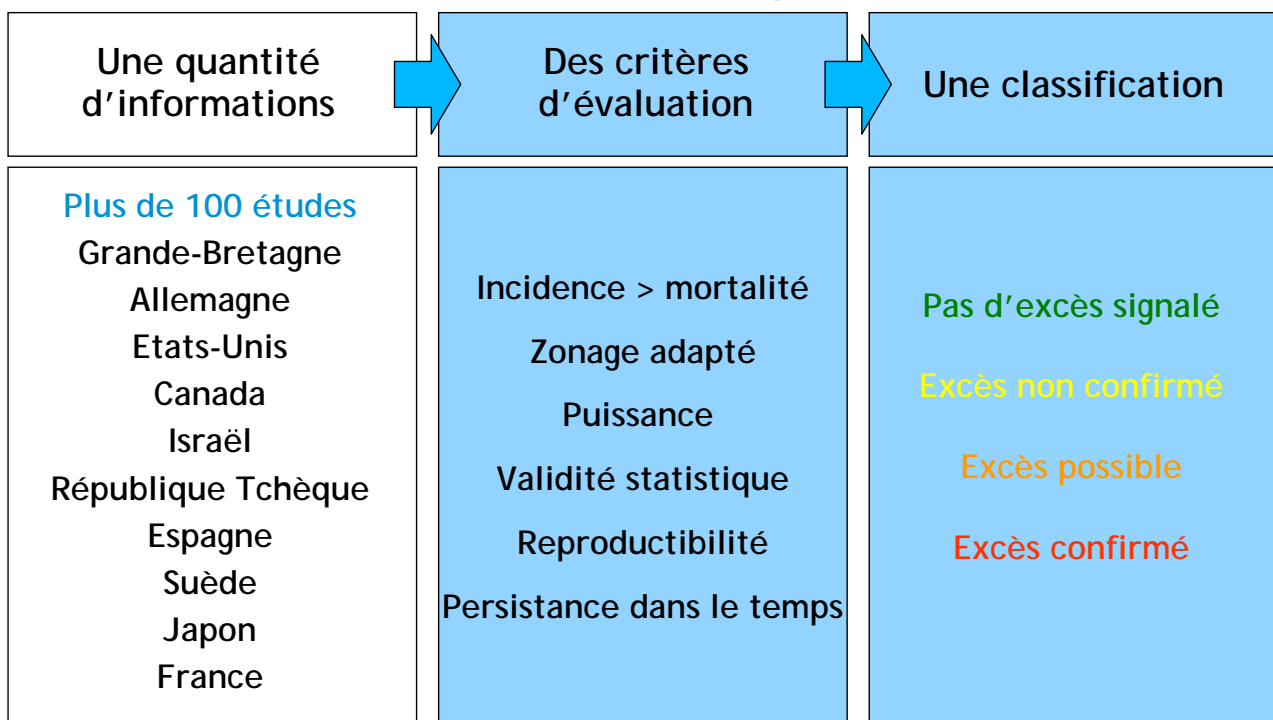 Une quantité
d'informations
Des critères
d'évaluation
Une classification
Plus de 100 études
Grande-Bretagne
Allemagne
Etats-Unis
Canada
Israël
République Tchèque
Espagne
Suède
Japon
France
Incidence > mortalité
Zonage adapté
Puissance
Validité statistique
Reproductibilité
Persistance dans le temps
Pas d'excès signalé
Excès non confirmé
Excès possible
Excès confirmé